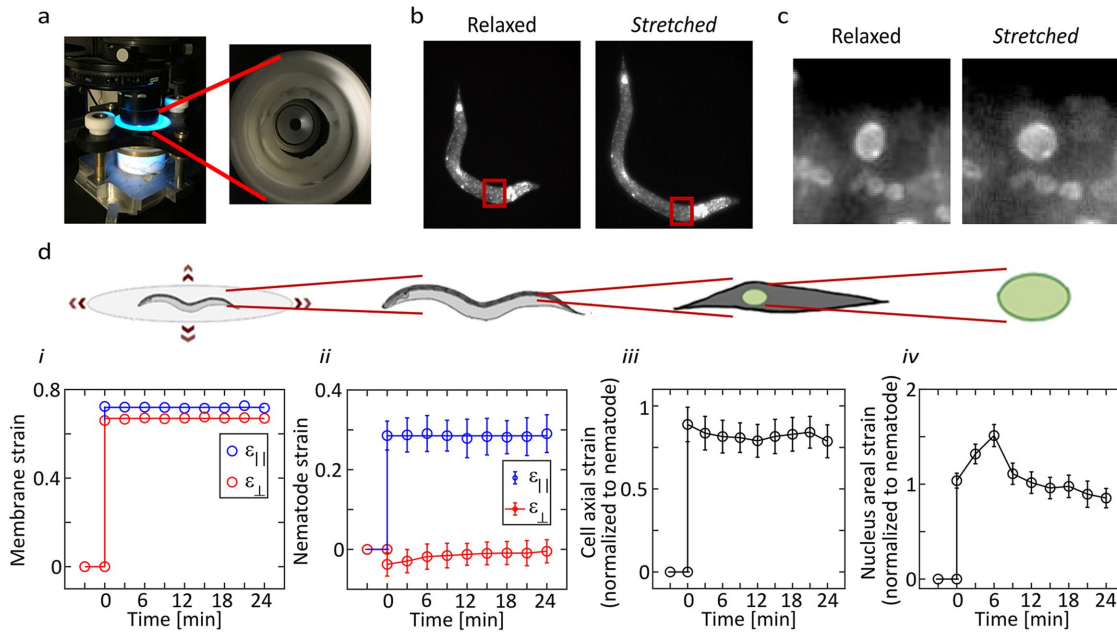 a
b
Relaxed
Stretched
c
Relaxed
Stretched
d
i
ii
iii
iv
Membrane strain
0.8
0.4
0
ε||
ε⊥
0 6 12 18 24
Time [min]
Nematode strain
0.4
0.2
0
ε||
ε⊥
0 6 12 18 24
Time [min]
Cell axial strain
(normalized to nematode)
1
0.5
0
0 6 12 18 24
Time [min]
Nucleus areal strain
(normalized to nematode)
2
1
0
0 6 12 18 24
Time [min]